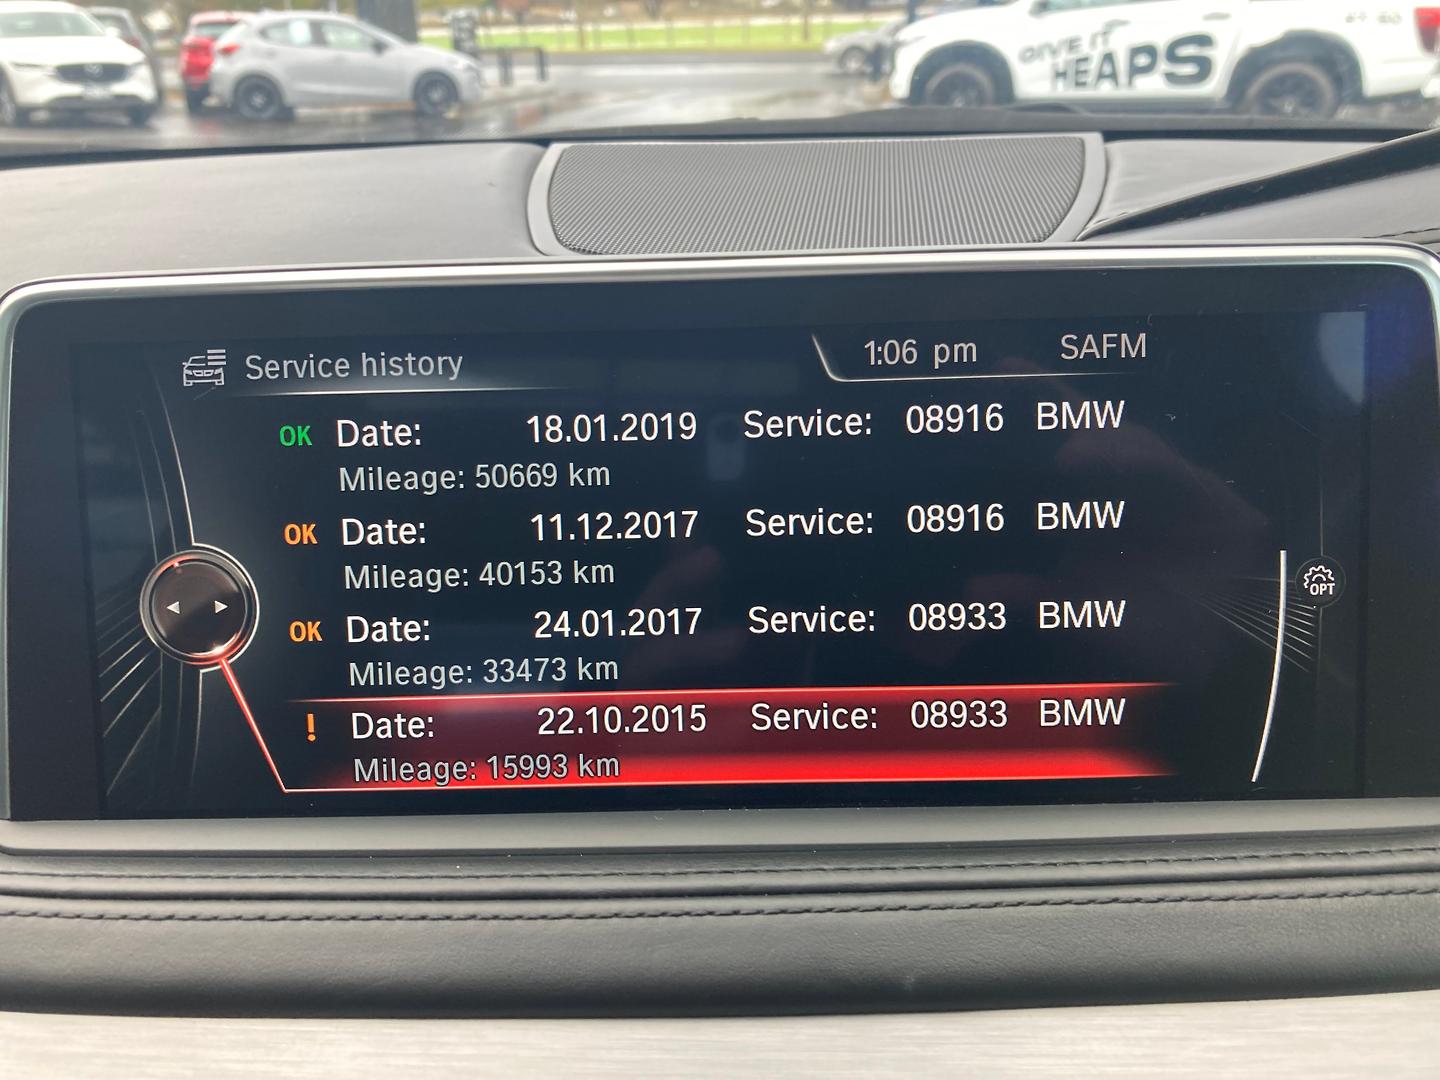 GIVE IT
HEAPS
Service history
1:06 pm SAFM
OK Date: 18.01.2019 Service: 08916 BMW
Mileage: 50669 km
OK Date: 11.12.2017 Service: 08916 BMW
Mileage: 40153 km
OK Date: 24.01.2017 Service: 08933 BMW
Mileage: 33473 km
OPT
! Date: 22.10.2015 Service: 08933 BMW
Mileage: 15993 km